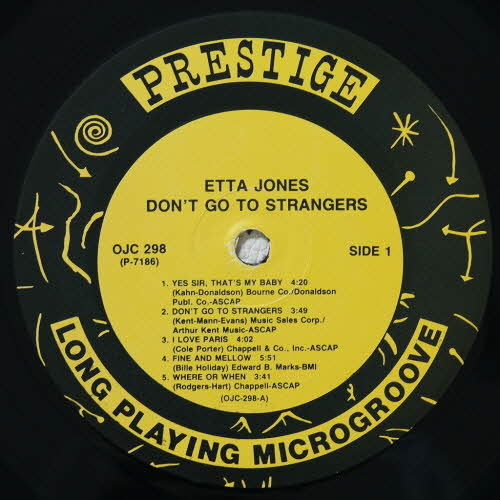 PRESTIGE
ETTA JONES
DON'T GO TO STRANGERS
OJC 298
(P-7186)
SIDE 1
1. YES SIR, THAT'S MY BABY 4:20
(Kahn-Donaldson) Bourne Co./Donaldson
Publ. Co.-ASCAP
2. DON'T GO TO STRANGERS 3:49
(Kent-Mann-Evans) Music Sales Corp./
Arthur Kent Music-ASCAP
3. I LOVE PARIS 4:02
(Cole Porter) Chappell & Co., Inc.-ASCAP
4. FINE AND MELLOW 5:51
(Bille Holiday) Edward B. Marks-BMI
5. WHERE OR WHEN 3:41
(Rodgers-Hart) Chappell-ASCAP
(OJC-298-A)
LONG PLAYING MICROGROOVE